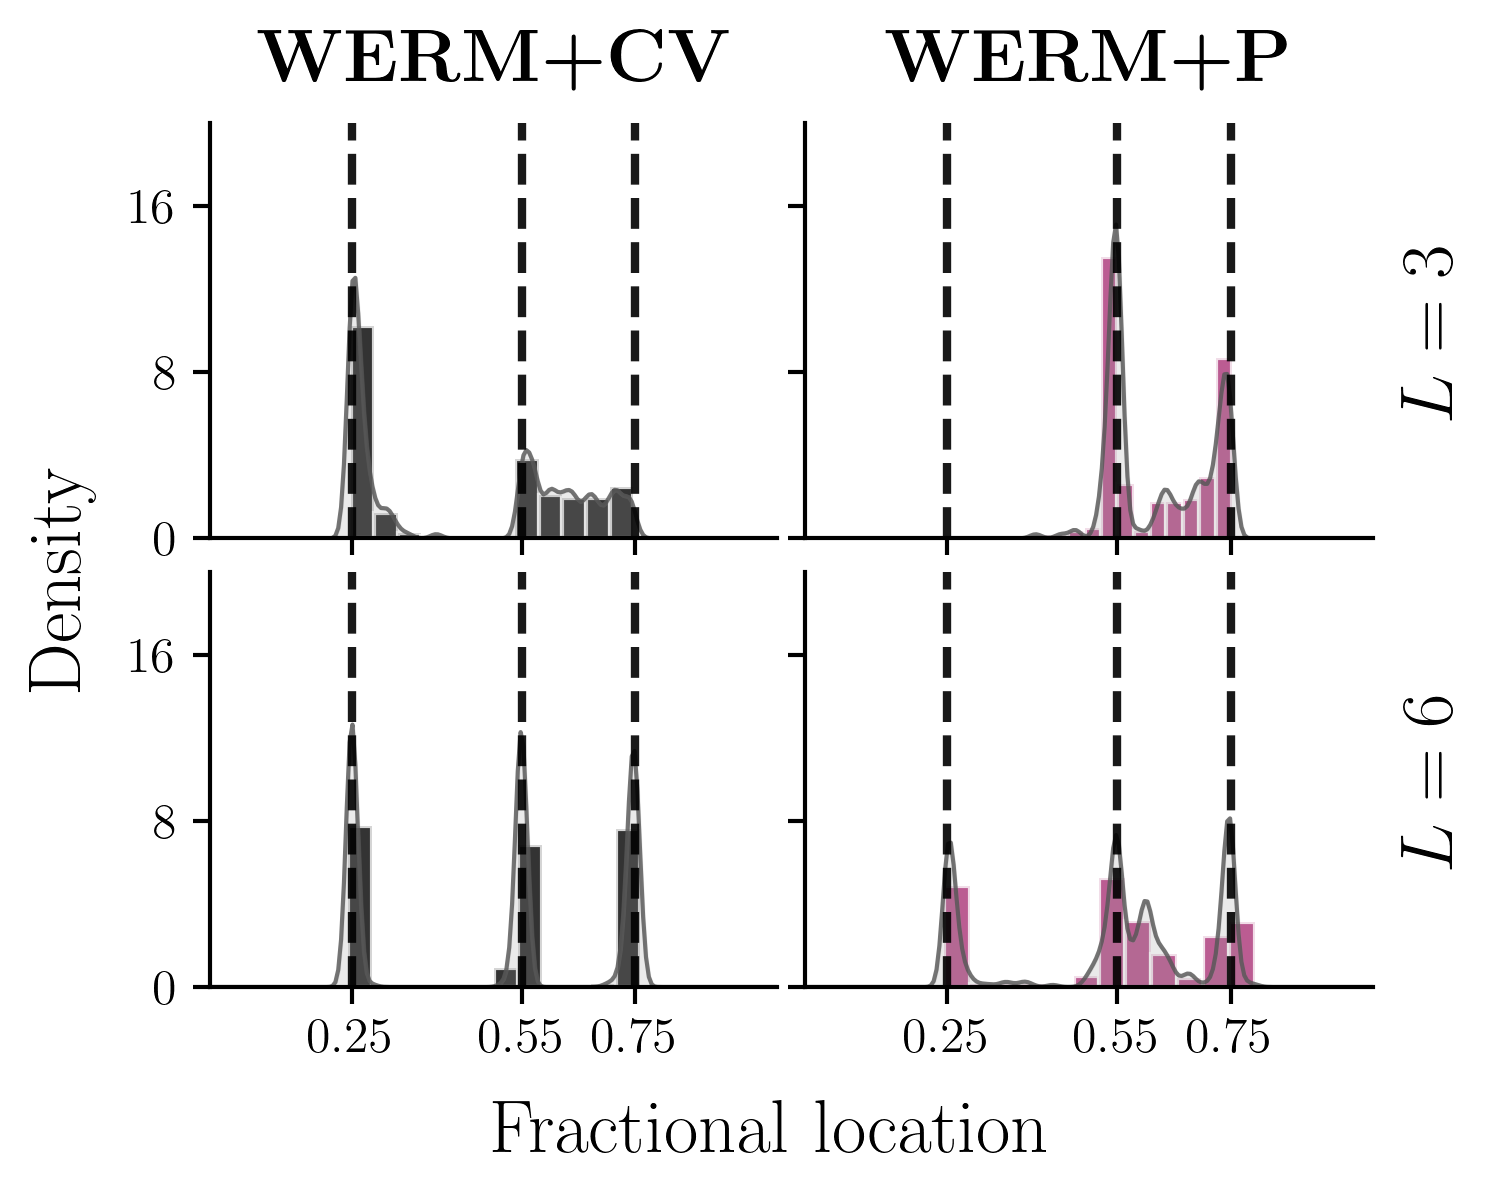 WERM+CV WERM+P
16
8
0
L = 3
Density
16
8
0
L = 6
0.25 0.55 0.75 0.25 0.55 0.75
Fractional location